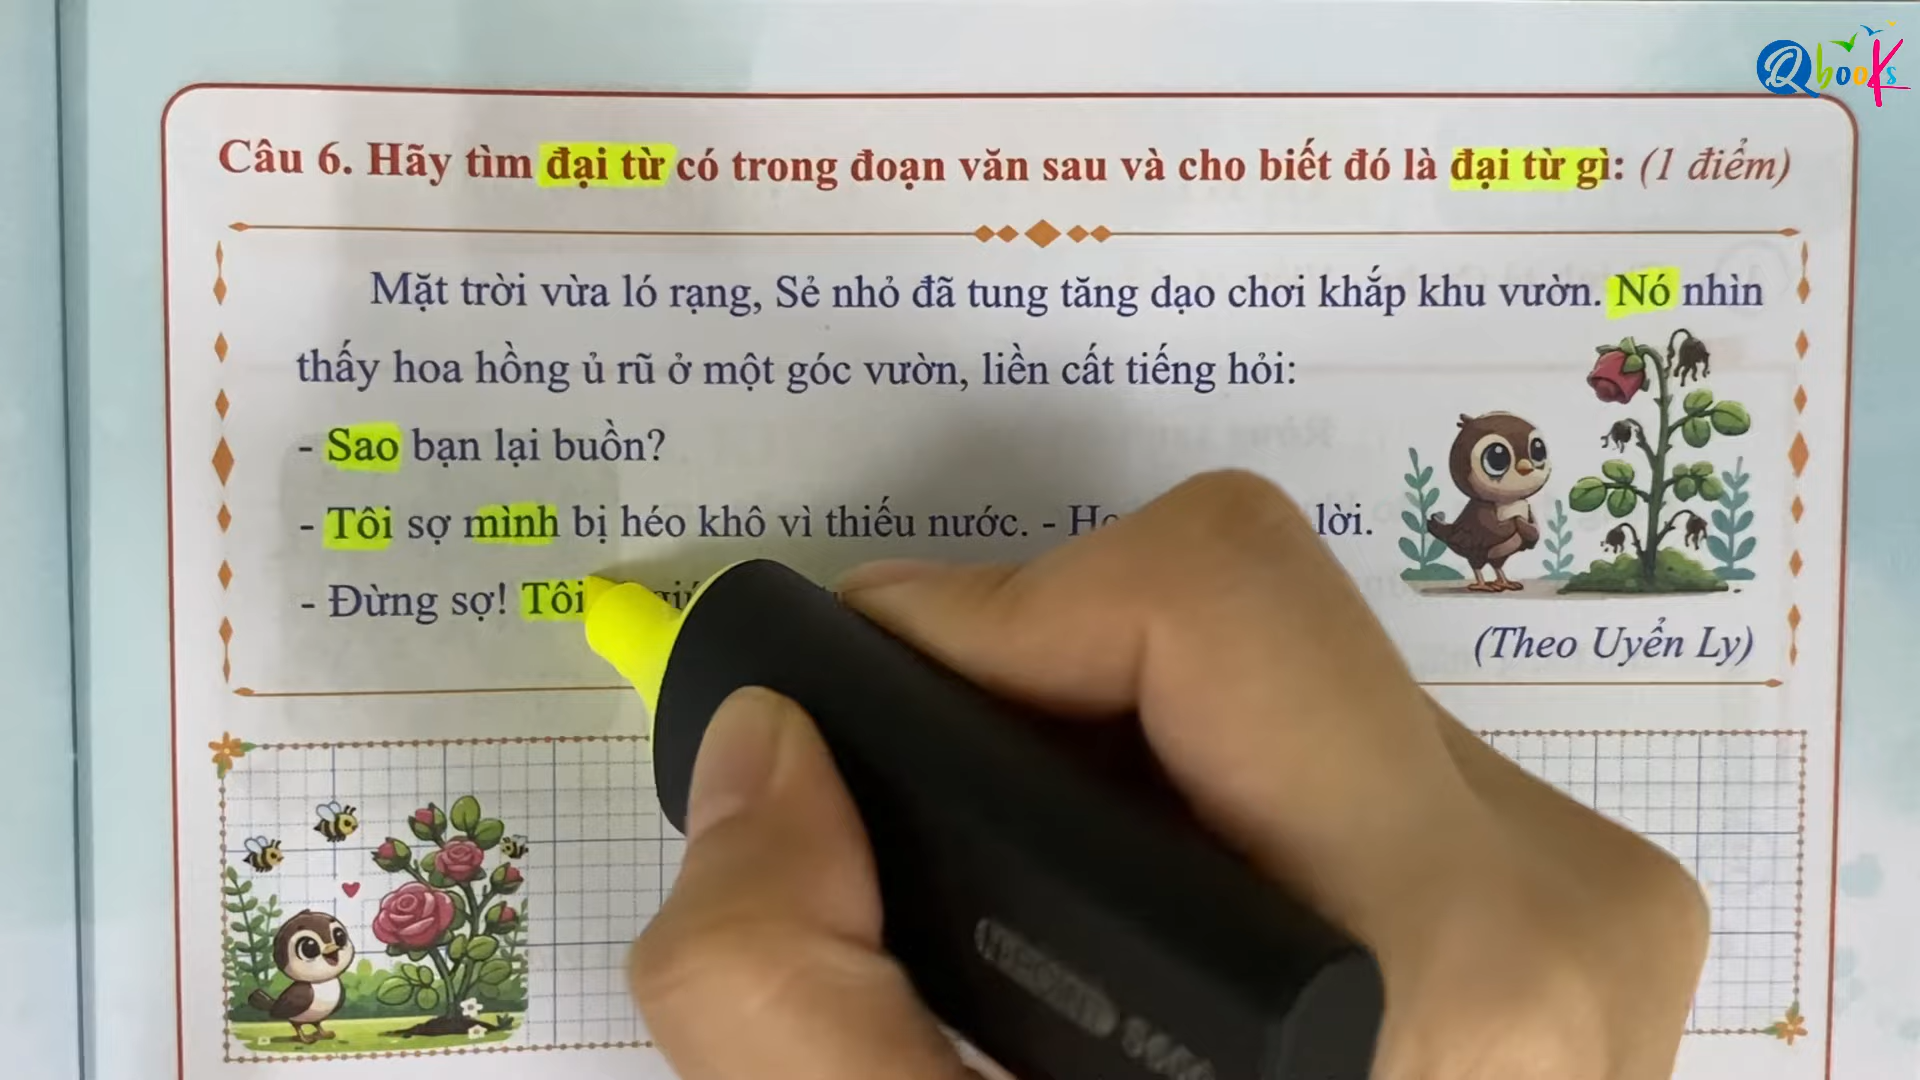 Qbooks
Câu 6. Hãy tìm đại từ có trong đoạn văn sau và cho biết đó là đại từ gì: (1 điểm)
Mặt trời vừa ló rạng, Sẻ nhỏ đã tung tăng dạo chơi khắp khu vườn. Nó nhìn
thấy hoa hồng ủ rũ ở một góc vườn, liền cất tiếng hỏi:
- Sao bạn lại buồn?
- Tôi sợ mình bị héo khô vì thiếu nước. - lời.
- Đừng sợ! Tôi
(Theo Uyển Ly)